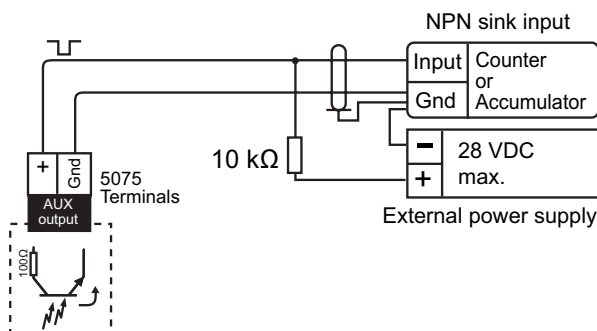 NPN sink input
Input
Gnd
Counter
or
Accumulator
10 kΩ
−
+
28 VDC
max.
External power supply
+
Gnd
5075
Terminals
AUX
output
100Ω